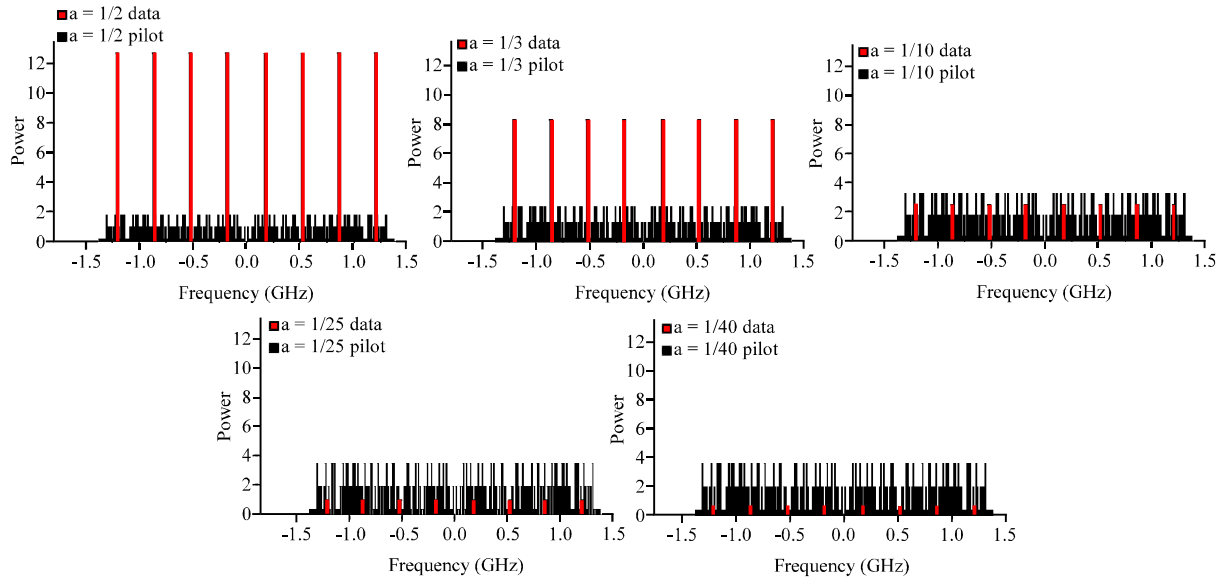 a = 1/2 data
a = 1/2 pilot
12
10
8
6
4
2
0
Power
-1.5 -1.0 -0.5 0.0 0.5 1.0 1.5
Frequency (GHz)
a = 1/3 data
a = 1/3 pilot
12
10
8
6
4
2
0
Power
-1.5 -1.0 -0.5 0.0 0.5 1.0 1.5
Frequency (GHz)
a = 1/10 data
a = 1/10 pilot
12
10
8
6
4
2
0
Power
-1.5 -1.0 -0.5 0.0 0.5 1.0 1.5
Frequency (GHz)
a = 1/25 data
a = 1/25 pilot
12
10
8
6
4
2
0
Power
-1.5 -1.0 -0.5 0.0 0.5 1.0 1.5
Frequency (GHz)
a = 1/40 data
a = 1/40 pilot
12
10
8
6
4
2
0
Power
-1.5 -1.0 -0.5 0.0 0.5 1.0 1.5
Frequency (GHz)